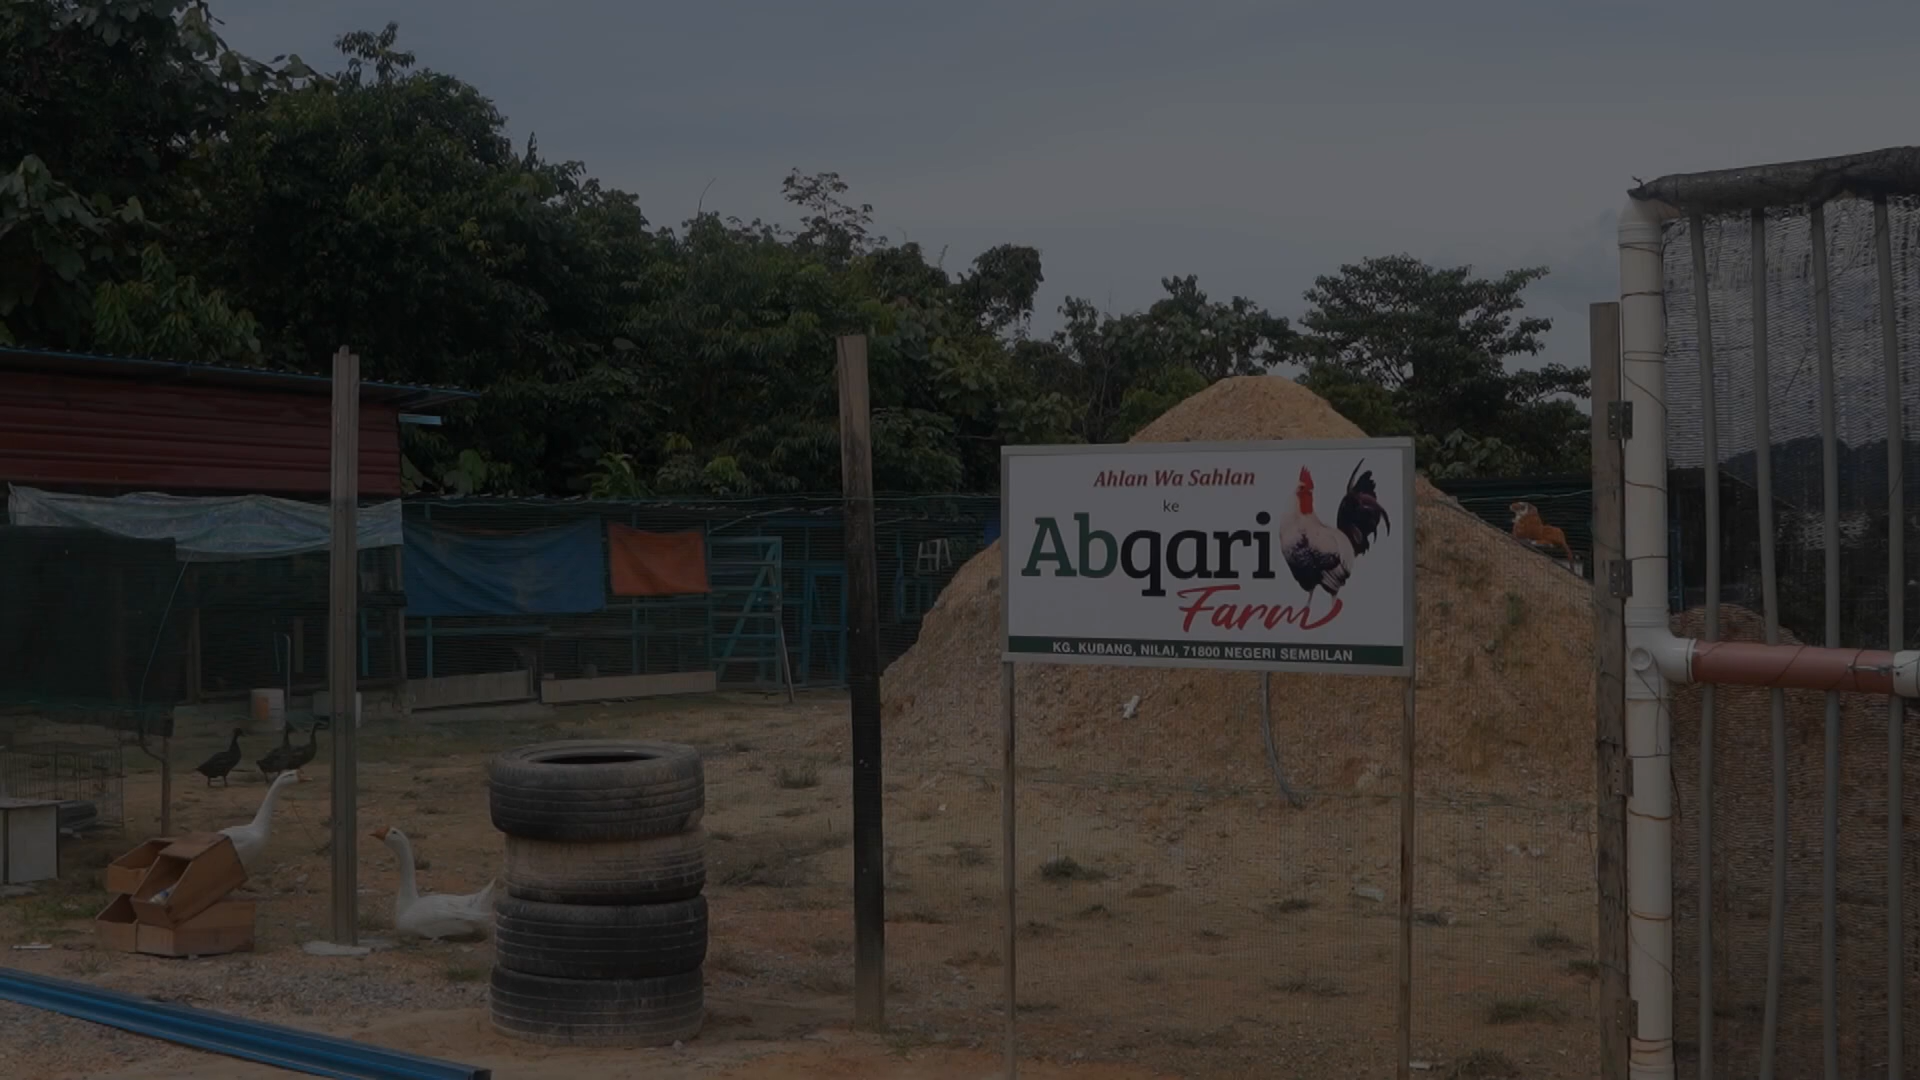 Ahlan Wa Sahlan
ke
Abqari
Farm
KG. KUBANG, NILAI, 71800 NEGERI SEMBILAN